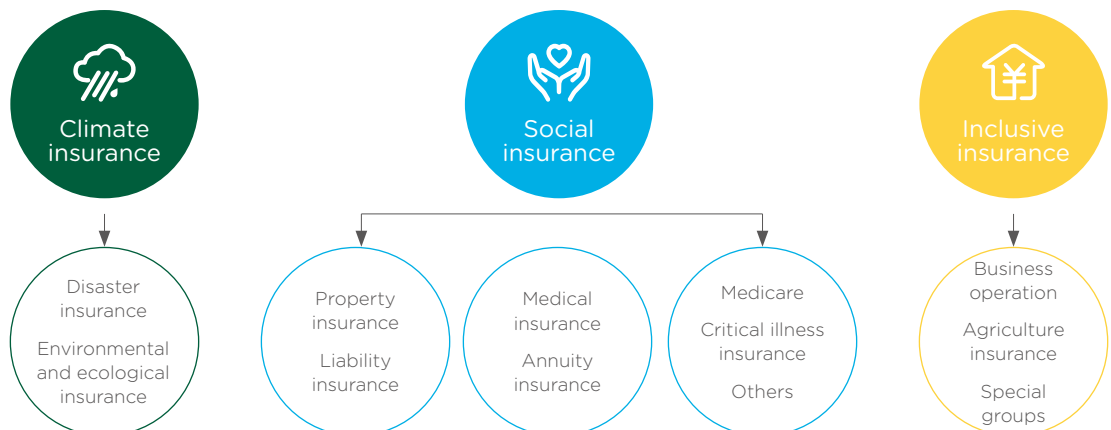 Climate
insurance
Social
insurance
Inclusive
insurance
Disaster
insurance
Environmental
and ecological
insurance
Property
insurance
Liability
insurance
Medical
insurance
Annuity
insurance
Medicare
Critical illness
insurance
Others
Business
operation
Agriculture
insurance
Special
groups